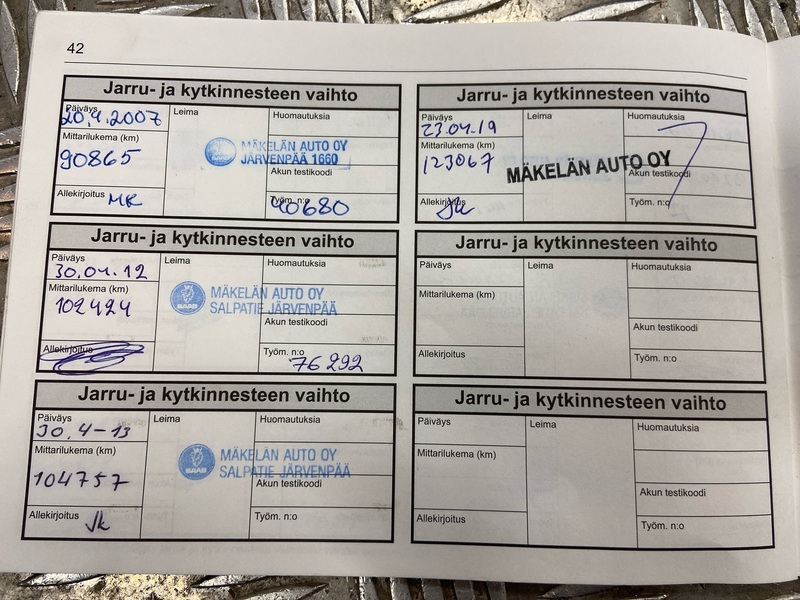 42
Jarru- ja kytkinnesteen vaihto
Päiväys
20.4.2007
Leima
Huomautuksia
Mittarilukema (km)
90865
SAAB
MÄKELÄN AUTO OY
JÄRVENPÄÄ 1660
Akun testikoodi
Allekirjoitus
MK
Työm. n:o
40680
Jarru- ja kytkinnesteen vaihto
Päiväys
30.04.12
Leima
Huomautuksia
Mittarilukema (km)
102424
SAAB
MÄKELÄN AUTO OY
SALPATIE JÄRVENPÄÄ
Akun testikoodi
Allekirjoitus
Työm. n:o
76292
Jarru- ja kytkinnesteen vaihto
Päiväys
30.4-13
Leima
Huomautuksia
Mittarilukema (km)
104757
SAAB
MÄKELÄN AUTO OY
SALPATIE JÄRVENPÄÄ
Akun testikoodi
Allekirjoitus
Jk
Työm. n:o
Jarru- ja kytkinnesteen vaihto
Päiväys
23.04.19
Leima
Huomautuksia
Mittarilukema (km)
123067
MÄKELÄN AUTO OY
Akun testikoodi
Allekirjoitus
Jk
Työm. n:o
Jarru- ja kytkinnesteen vaihto
Päiväys
Leima
Huomautuksia
Mittarilukema (km)
Akun testikoodi
Allekirjoitus
Työm. n:o
Jarru- ja kytkinnesteen vaihto
Päiväys
Leima
Huomautuksia
Mittarilukema (km)
Akun testikoodi
Allekirjoitus
Työm. n:o